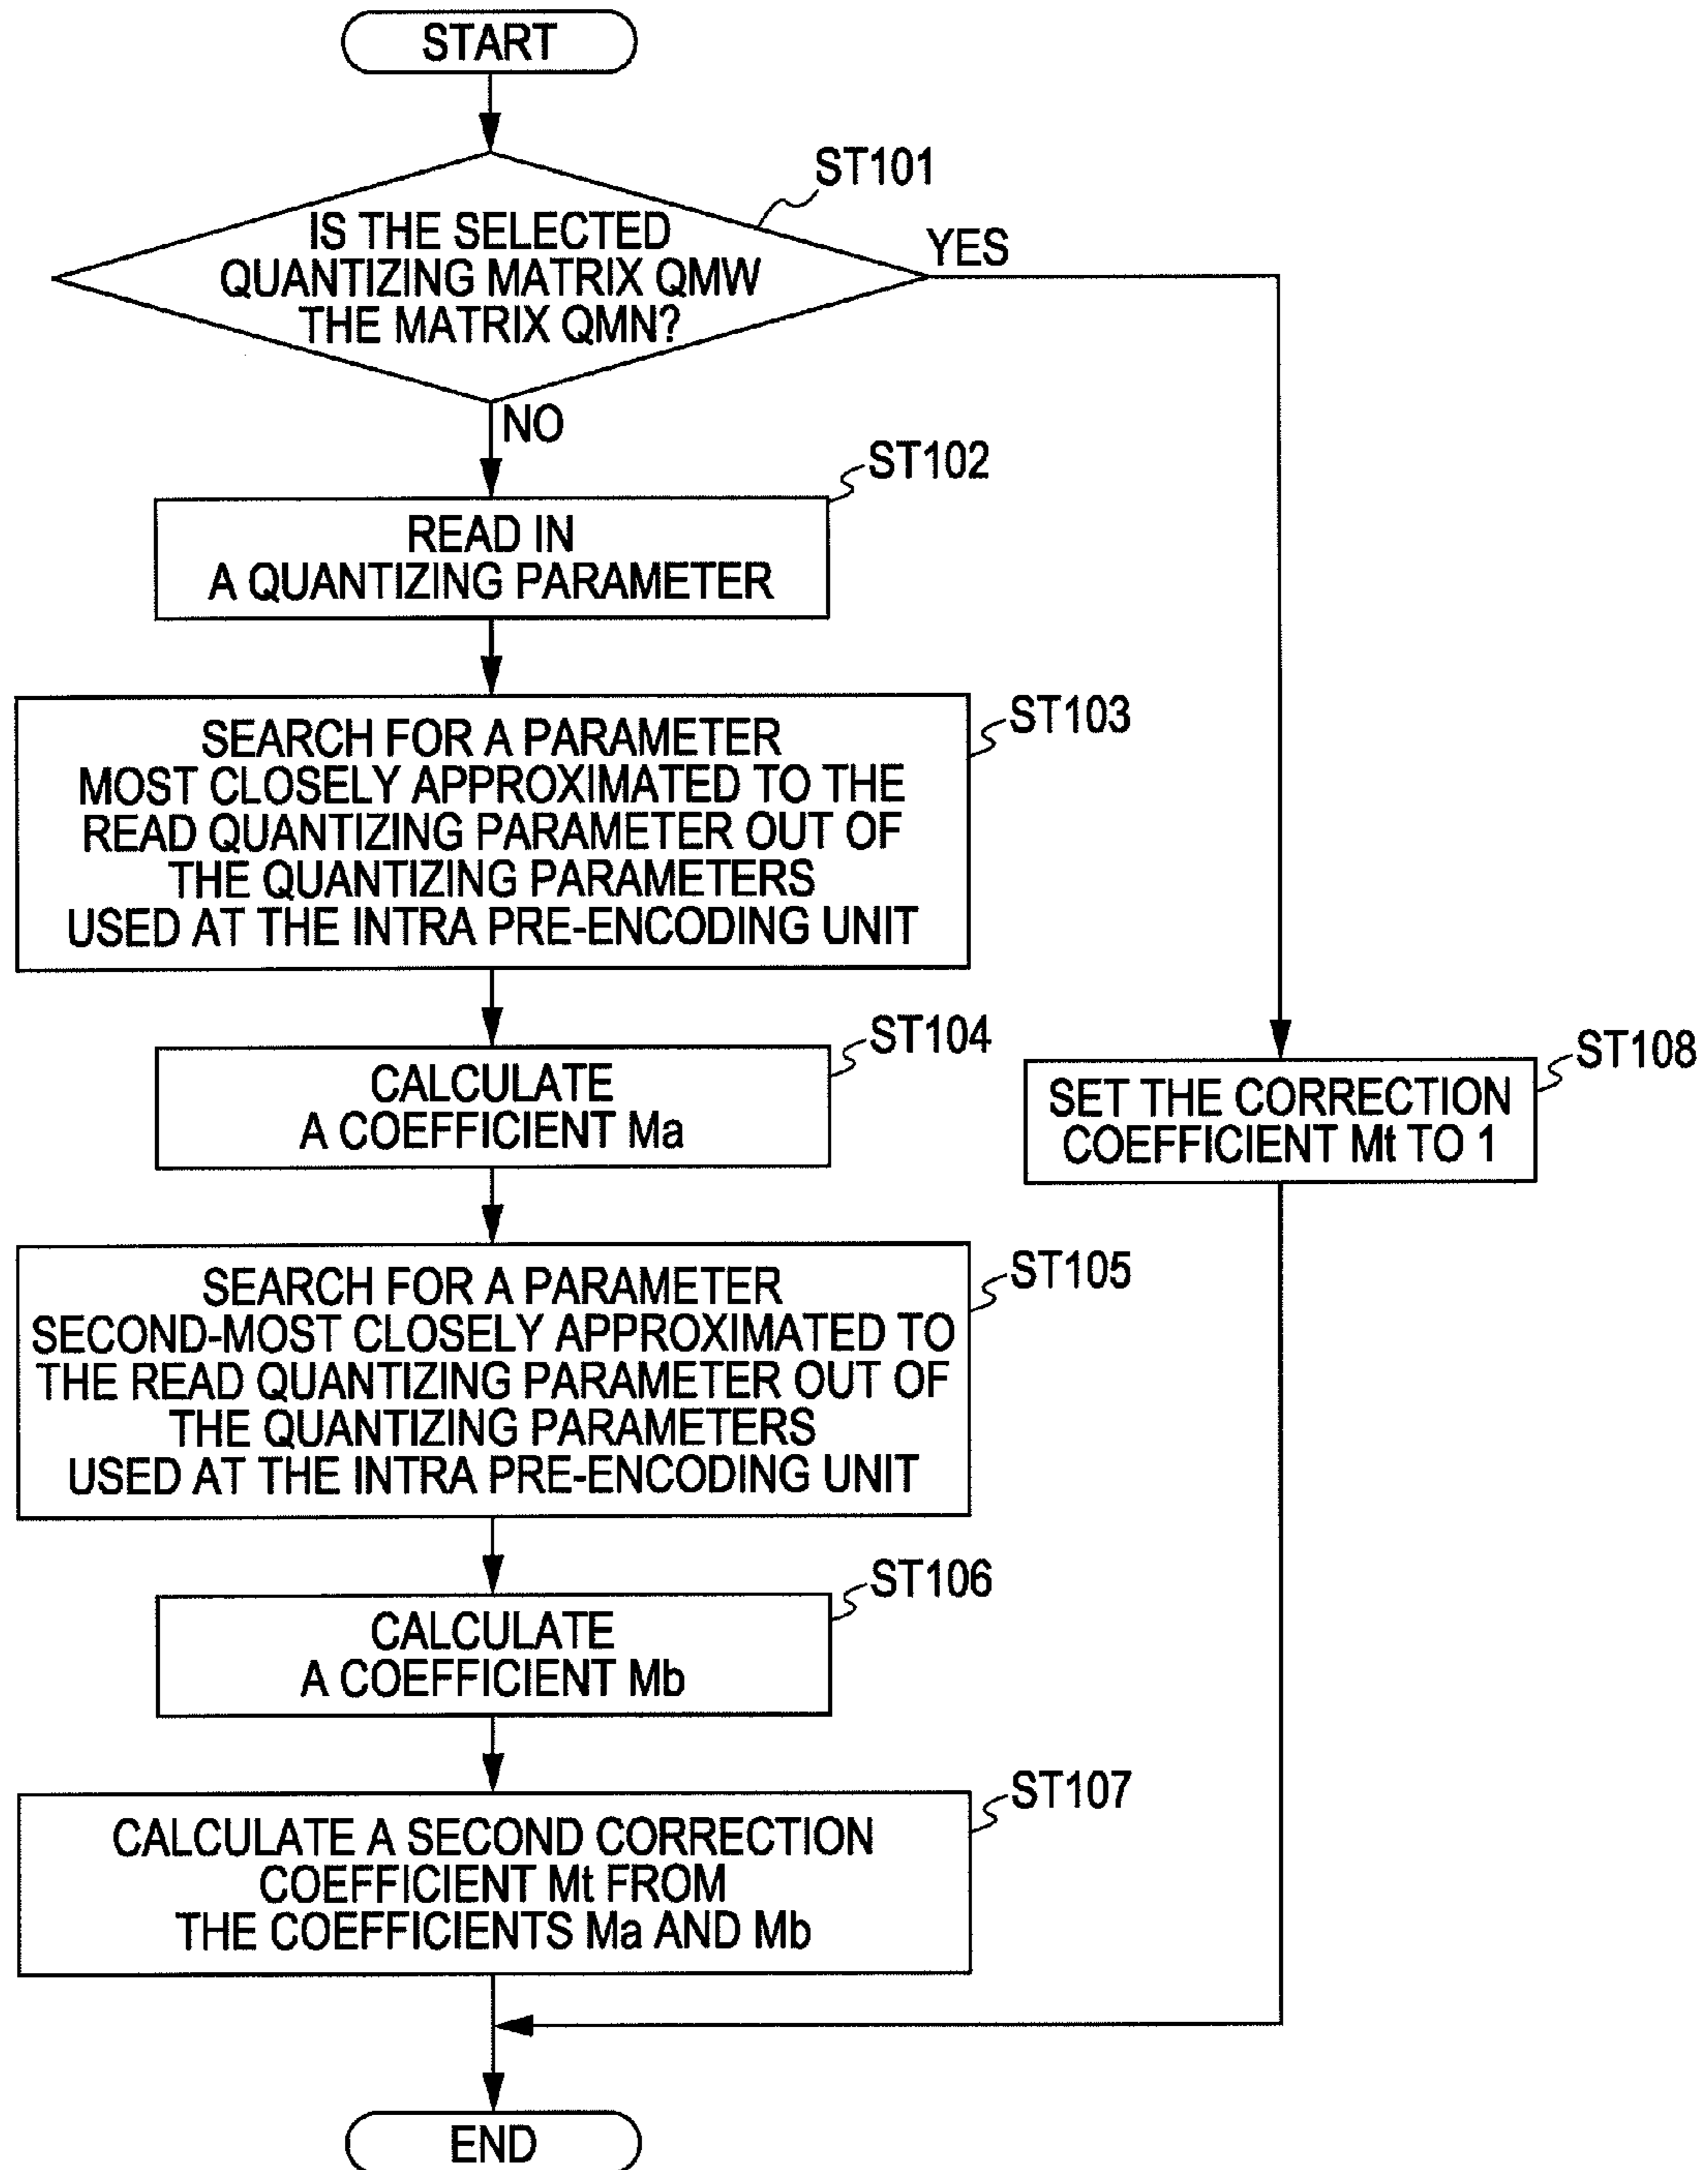 START
ST101
IS THE SELECTED
QUANTIZING MATRIX QMW
THE MATRIX QMN?
YES
NO
ST102
READ IN
A QUANTIZING PARAMETER
ST103
SEARCH FOR A PARAMETER
MOST CLOSELY APPROXIMATED TO THE
READ QUANTIZING PARAMETER OUT OF
THE QUANTIZING PARAMETERS
USED AT THE INTRA PRE-ENCODING UNIT
ST104
CALCULATE
A COEFFICIENT Ma
ST108
SET THE CORRECTION
COEFFICIENT Mt TO 1
ST105
SEARCH FOR A PARAMETER
SECOND-MOST CLOSELY APPROXIMATED TO
THE READ QUANTIZING PARAMETER OUT OF
THE QUANTIZING PARAMETERS
USED AT THE INTRA PRE-ENCODING UNIT
ST106
CALCULATE
A COEFFICIENT Mb
ST107
CALCULATE A SECOND CORRECTION
COEFFICIENT Mt FROM
THE COEFFICIENTS Ma AND Mb
END